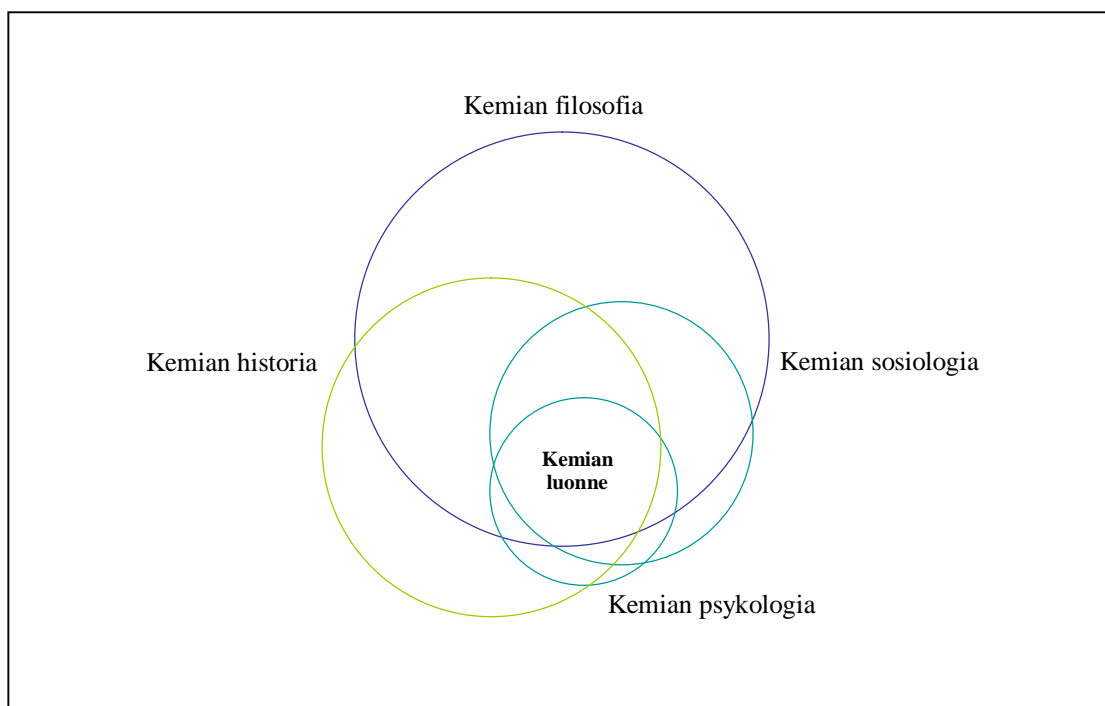 Kemian filosofia
Kemian historia
Kemian sosiologia
Kemian
luonne
Kemian psykologia